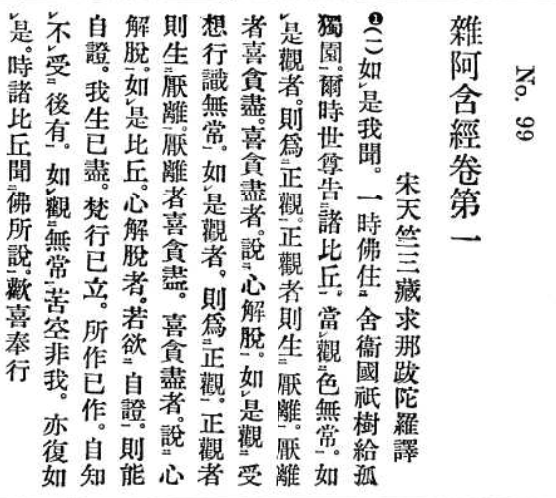 No. 99
雜阿含經卷第一
宋天竺三藏求那跋陀羅譯
❶(一)如レ是我聞。一時佛住二舍衞國祇樹給孤
獨園一。爾時世尊告二諸比丘一。當レ觀二色無常一。如
レ是觀者。則爲二正觀一。正觀者則生二厭離一。厭離
者喜貪盡。喜貪盡者。說二心解脫一。如レ是觀二受
想行識無常一。如レ是觀者。則爲二正觀一。正觀者
則生二厭離一。厭離者喜貪盡。喜貪盡者。說二心
解脫一。如レ是比丘。心解脫者。若欲二自證一。則能
自證。我生已盡。梵行已立。所作已作。自知
レ不レ受二後有一。如レ觀二無常一。苦空非我。亦復如
レ是。時諸比丘聞二佛所說一。歡喜奉行